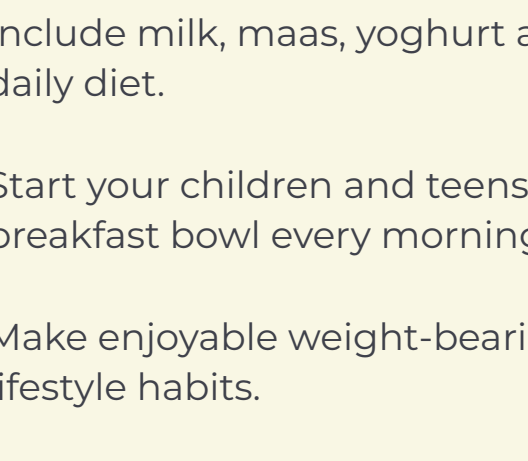 nclude milk, maas, yoghurt a
daily diet.
Start your children and teens
breakfast bowl every morning
Make enjoyable weight-beari
ifestyle habits.